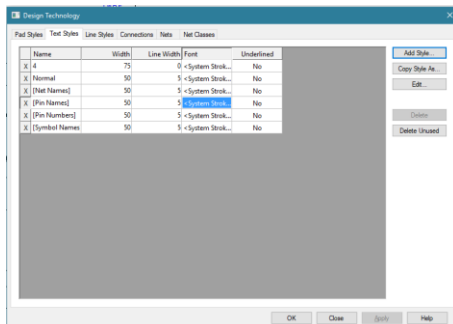 Design Technology
Pad Styles Text Styles Line Styles Connections Nets Net Classes
Name Width Line Width Font Underlined
X 4 75 0 <System Strok... No
X Normal 50 5 <System Strok... No
X [Net Names] 50 5 <System Strok... No
X [Pin Names] 50 5 <System Strok... No
X [Pin Numbers] 50 5 <System Strok... No
X [Symbol Names 50 5 <System Strok... No
Add Style...
Copy Style As...
Edit...
Delete
Delete Unused
OK Close Apply Help